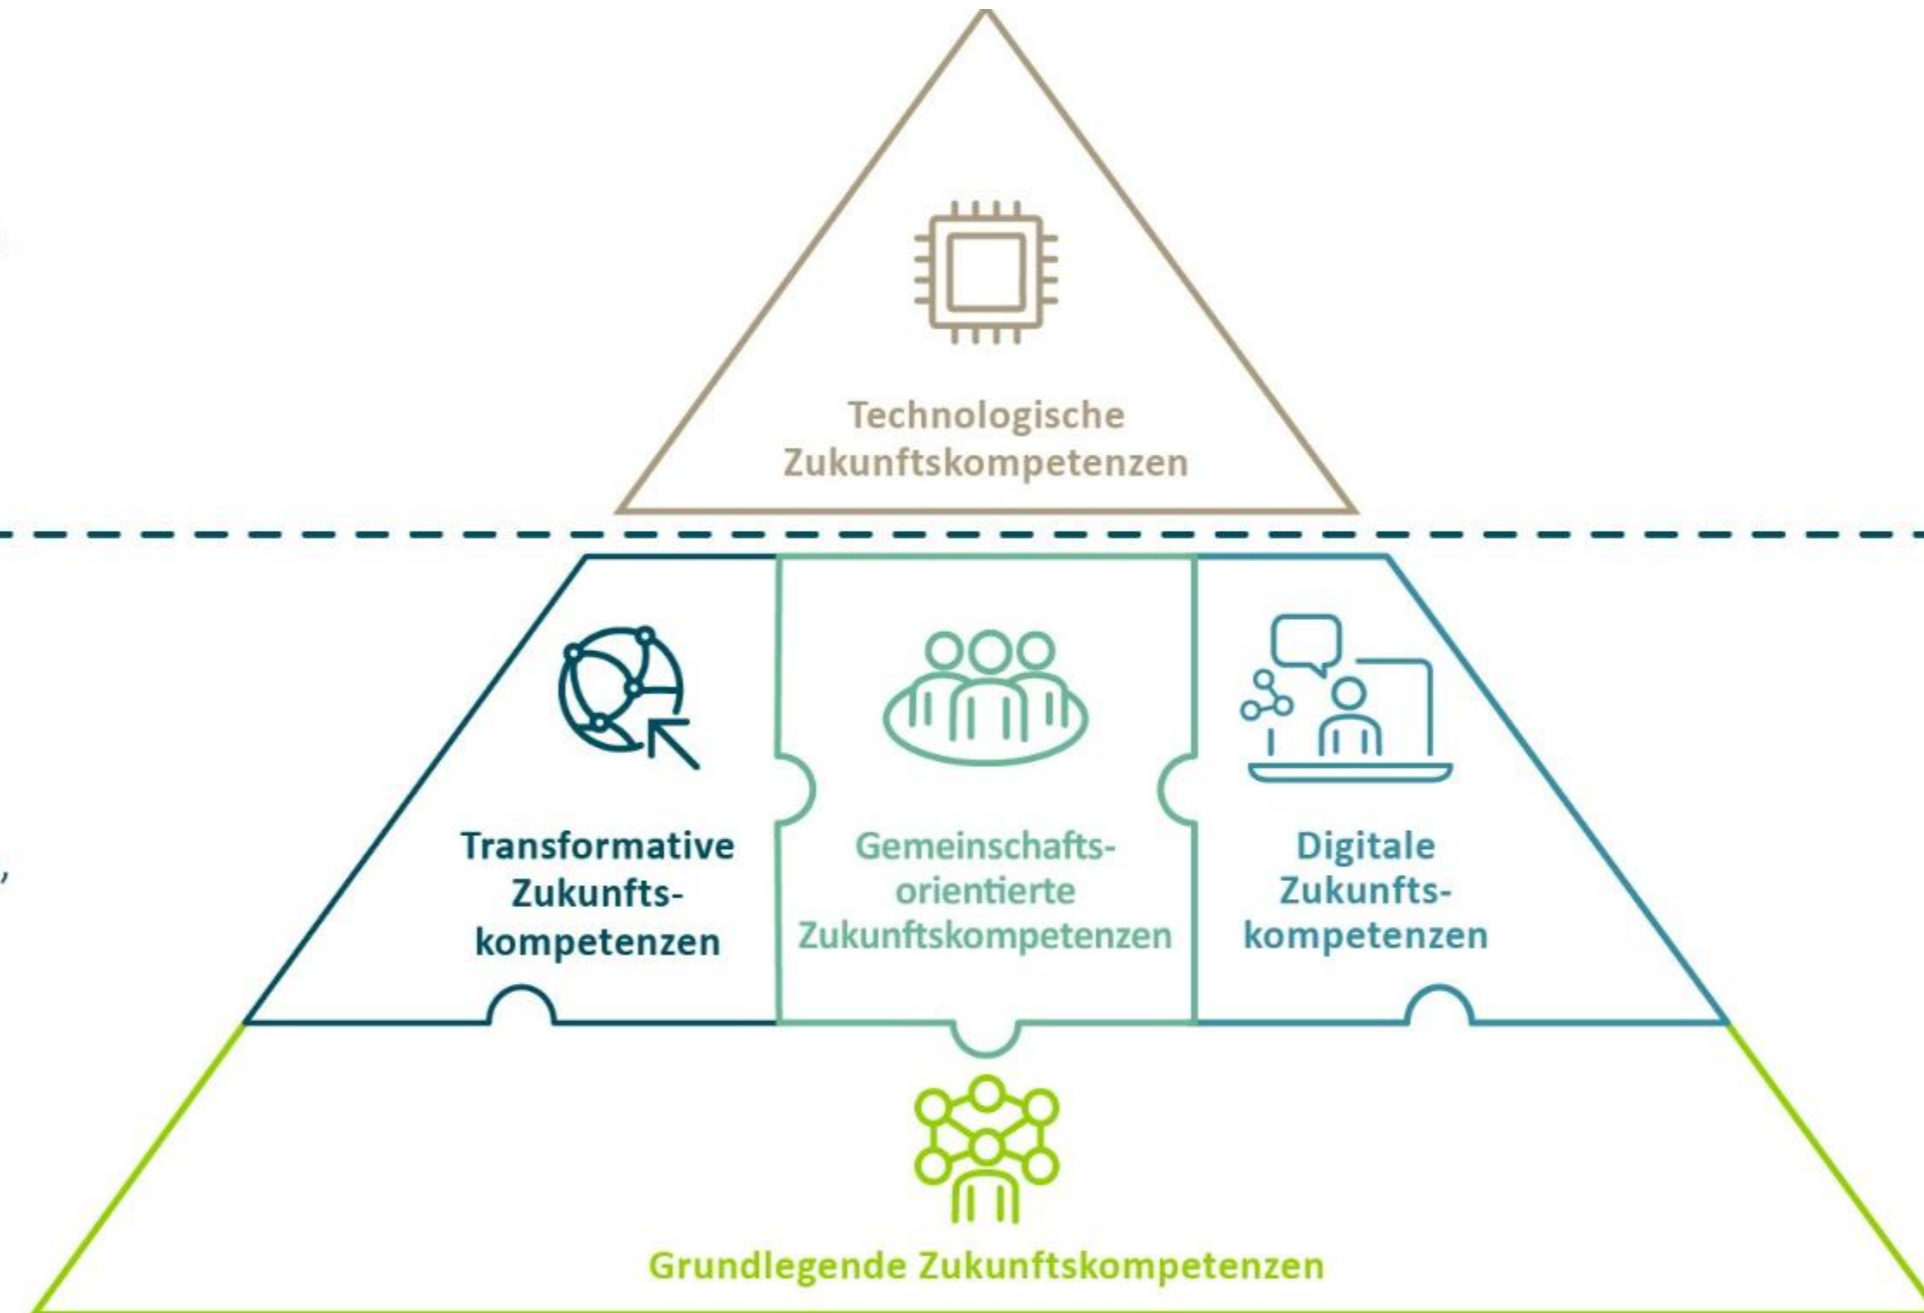 Technologische
Zukunftskompetenzen
Transformative
Zukunfts-
kompetenzen
Gemeinschafts-
orientierte
Zukunftskompetenzen
Digitale
Zukunfts-
kompetenzen
Grundlegende Zukunftskompetenzen